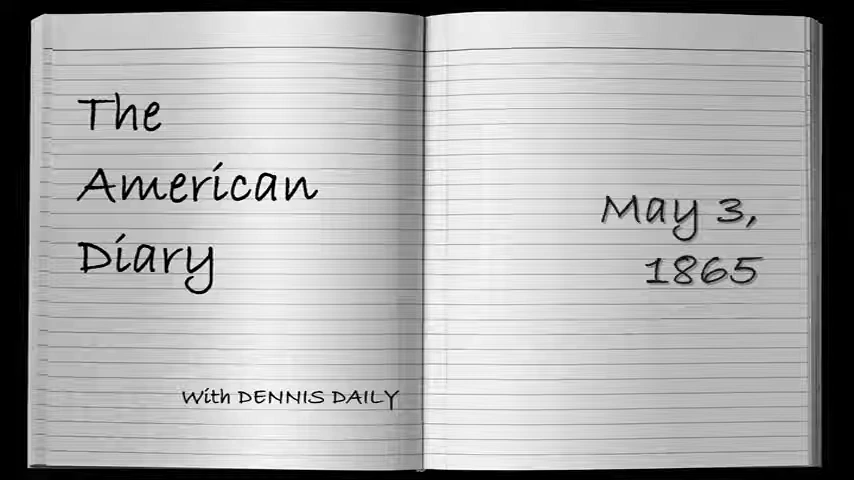 The
American
Diary
With DENNIS DAILY
May 3,
1865